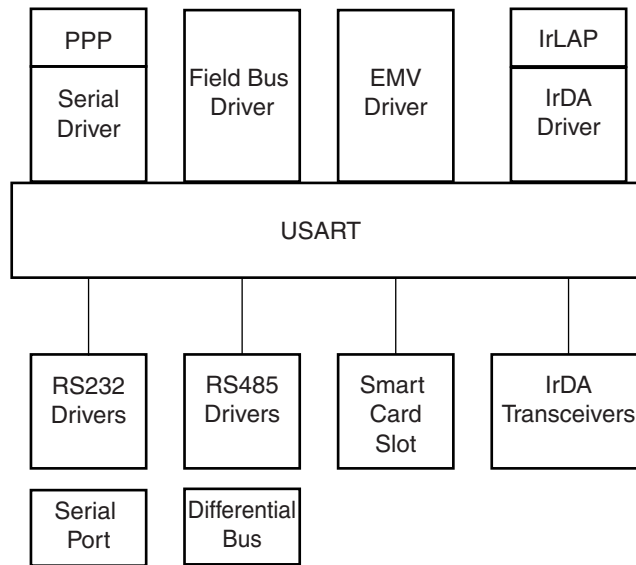 PPP
Serial
Driver
Field Bus
Driver
EMV
Driver
IrLAP
IrDA
Driver
USART
RS232
Drivers
RS485
Drivers
Smart
Card
Slot
IrDA
Transceivers
Serial
Port
Differential
Bus